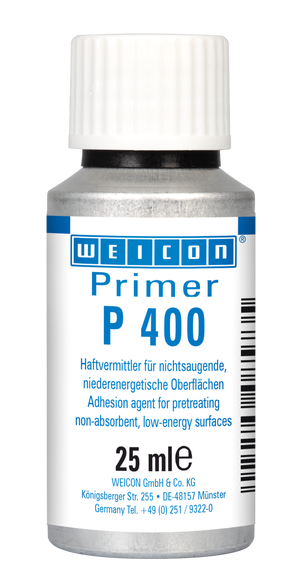 WEICON®
Primer
P 400
Haftvermittler für nichtsaugende,
niederenergetische Oberflächen
Adhesion agent for pretreating
non-absorbent, low-energy surfaces
25 ml℮
WEICON GmbH & Co. KG
Königsberger Str. 255 • DE-48157 Münster
Germany Tel. +49 (0) 251 / 9322-0